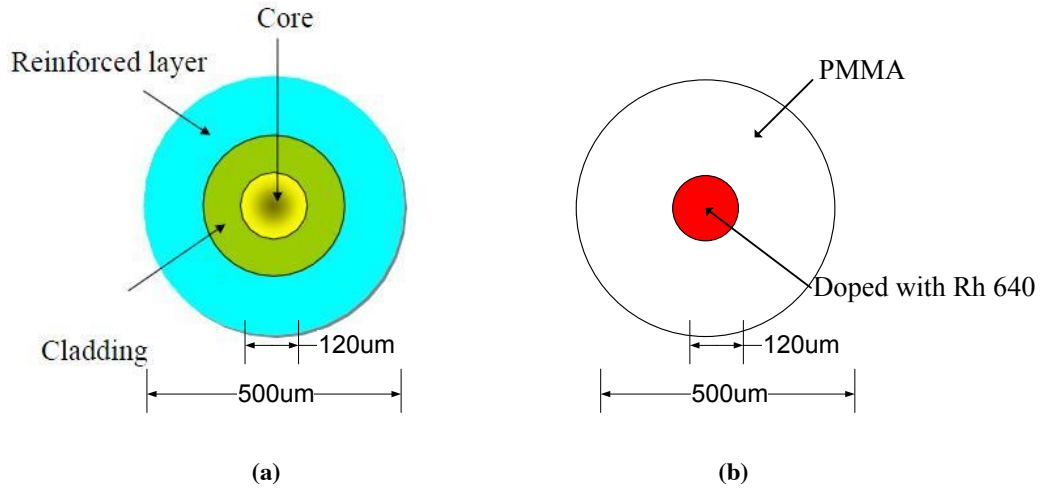 Core
Reinforced layer
Cladding
120um
500um
(a)
PMMA
Doped with Rh 640
120um
500um
(b)